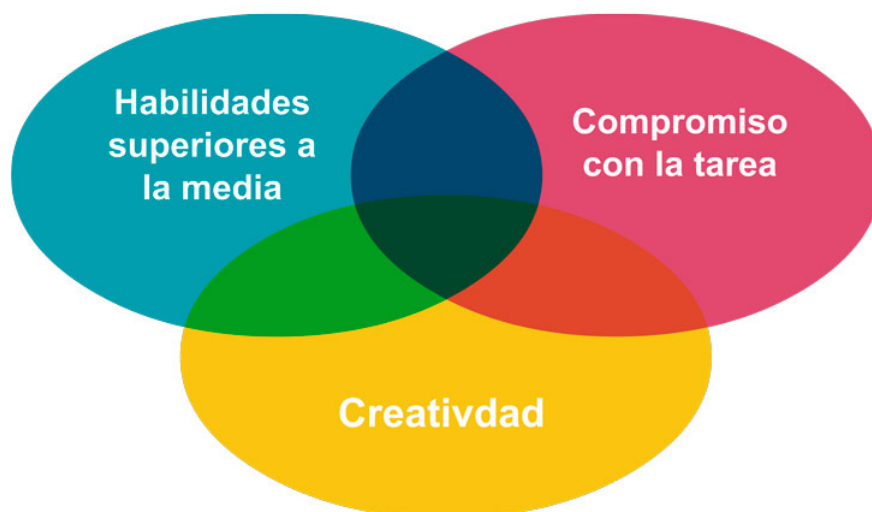 Habilidades
superiores a
la media
Compromiso
con la tarea
Creativdad